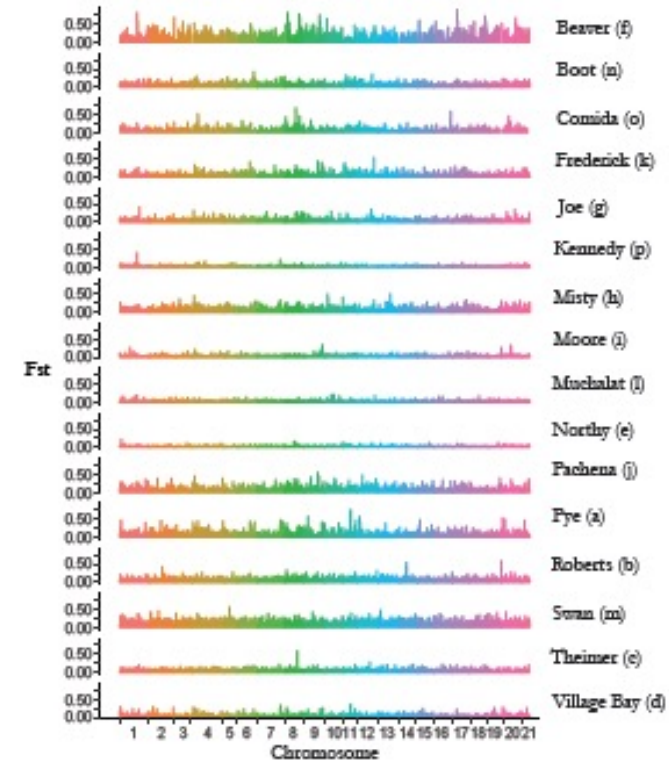 0.50
0.00
Beaver (f)
0.50
0.00
Boot (n)
0.50
0.00
Comida (o)
0.50
0.00
Frederick (k)
0.50
0.00
Joe (g)
0.50
0.00
Kennedy (p)
0.50
0.00
Misty (h)
0.50
0.00
Moore (i)
Fst
0.50
0.00
Muchalat (l)
0.50
0.00
Northy (e)
0.50
0.00
Pachena (j)
0.50
0.00
Pye (a)
0.50
0.00
Roberts (b)
0.50
0.00
Swan (m)
0.50
0.00
Theimer (c)
0.50
0.00
Village Bay (d)
1 2 3 4 5 6 7 8 9 10 11 12 13 14 15 16 17 18 19 20 21
Chromosome